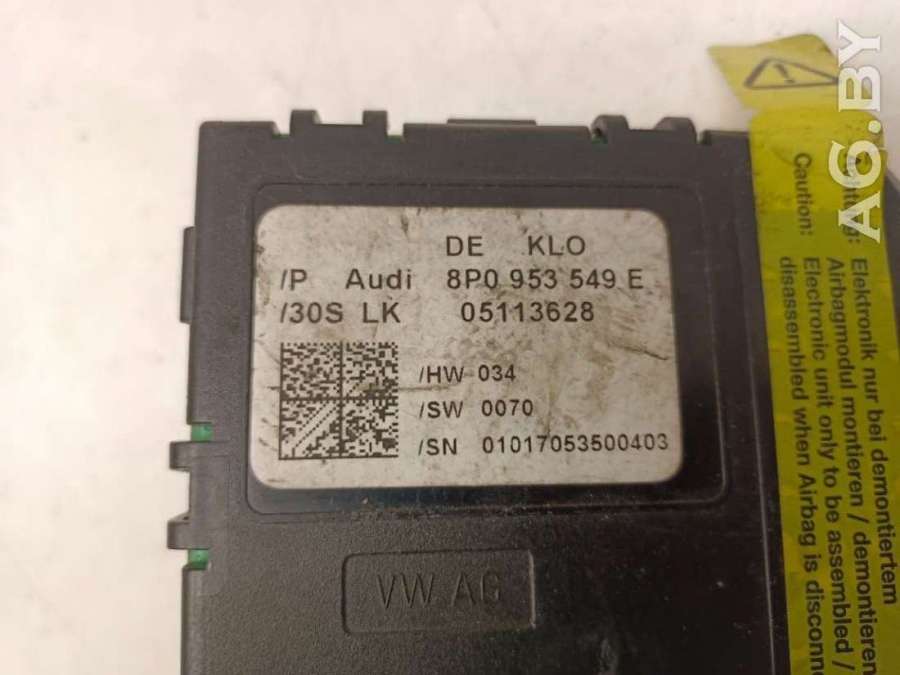 DE KLO
/P Audi 8P0 953 549 E
/30S LK 05113628
/HW 034
/SW 0070
/SN 01017053500403
VW AG
Achtung: Elektronik nur bei demontiertem
Airbagmodul montieren / demontieren
Caution: Electronic unit only to be assembled /
disassembled when Airbag is
AG.BY